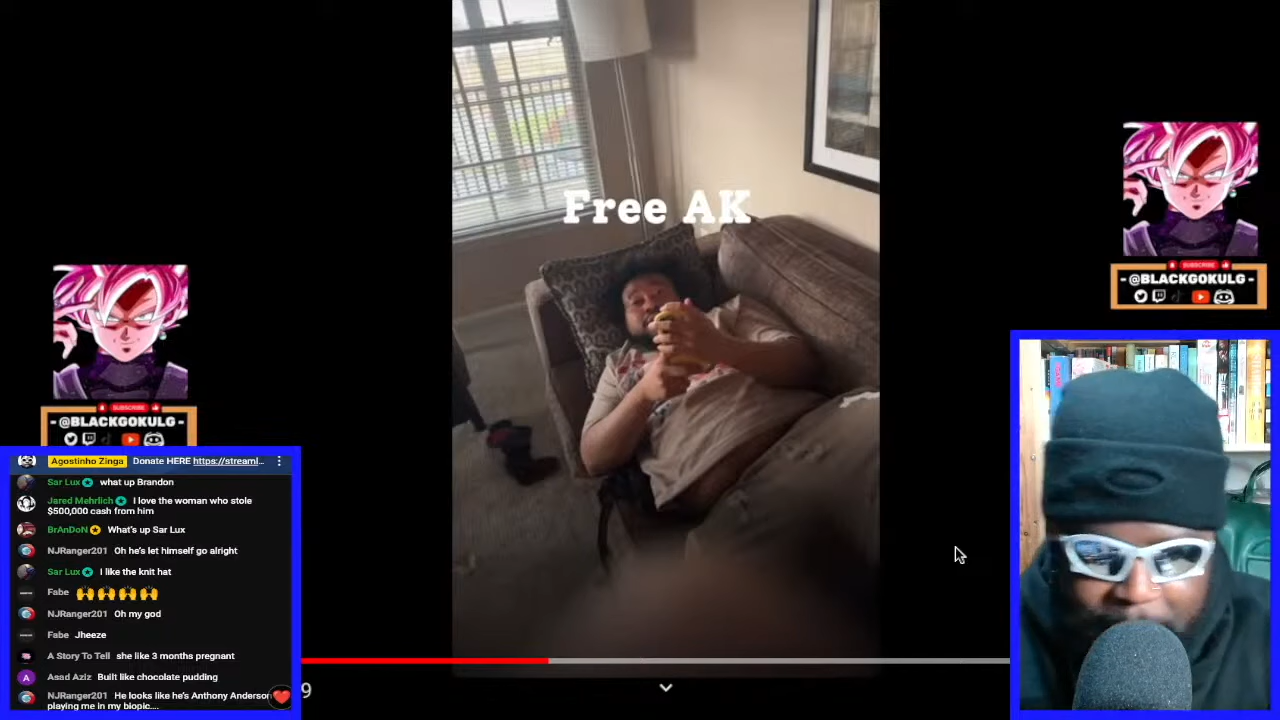 Free AK
SUBSCRIBE
- @BLACKGOKULG -
SUBSCRIBE
- @BLACKGOKULG -
Agostinho Zinga Donate HERE https://streaml...
Sar Lux what up Brandon
Jared Mehrlich I love the woman who stole
$500,000 cash from him
BrAnDoN What's up Sar Lux
NJRanger201 Oh he's let himself go alright
Sar Lux I like the knit hat
Fabe 🙌🙌🙌🙌
NJRanger201 Oh my god
Fabe Jheeze
A Story To Tell she like 3 months pregnant
A
Asad Aziz Built like chocolate pudding
NJRanger201 He looks like he's Anthony Anderson
playing me in my biopic....
9